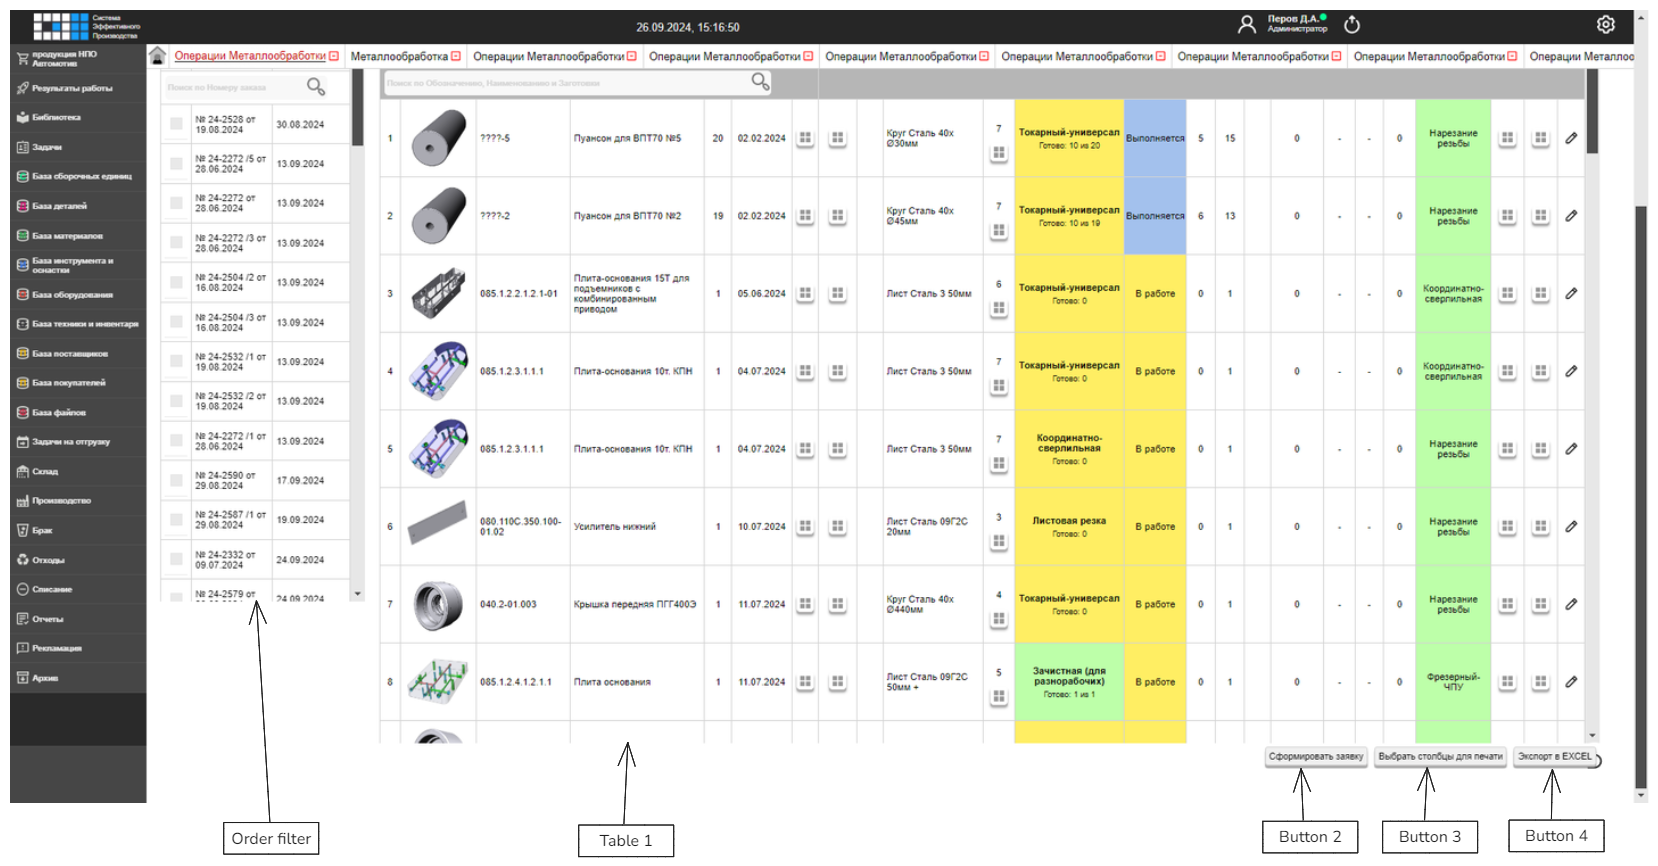 Система
Эффективного
Производства
26.09.2024, 15:16:50
Перов Д.А.
Администратор
продукция НПО
Автомотив
Результаты работы
Библиотека
Задачи
База сборочных единиц
База деталей
База материалов
База инструмента и
оснастки
База оборудования
База техники и инвентаря
База поставщиков
База покупателей
База файлов
Задачи на отгрузку
Склад
Производство
Брак
Отходы
Списание
Отчеты
Рекламация
Архив
Операции Металлообработки
Металлообработка
Операции Металлообработки
Операции Металлообработки
Операции Металлообработки
Операции Металлообработки
Операции Металлообработки
Операции Металлообработки
Операции Металлоо
Поиск по Номеру заказа
№ 24-2528 от
19.08.2024
30.08.2024
№ 24-2272 /5 от
28.06.2024
13.09.2024
№ 24-2272 от
28.06.2024
13.09.2024
№ 24-2272 /3 от
28.06.2024
13.09.2024
№ 24-2504 /2 от
16.08.2024
13.09.2024
№ 24-2504 /3 от
16.08.2024
13.09.2024
№ 24-2532 /1 от
19.08.2024
13.09.2024
№ 24-2532 /2 от
19.08.2024
13.09.2024
№ 24-2272 /1 от
28.06.2024
13.09.2024
№ 24-2590 от
29.08.2024
17.09.2024
№ 24-2587 /1 от
29.08.2024
19.09.2024
№ 24-2332 от
09.07.2024
24.09.2024
№ 24-2579 от
24.09.2024
Поиск по Обозначению, Наименованию и Заготовки
1 ????-5 Пуансон для ВПТ70 №5 20 02.02.2024 Круг Сталь 40х
Ø30мм
7 Токарный-универсал
Готово: 10 из 20
Выполняется 5 15 0 - - 0 Нарезание
резьбы
2 ????-2 Пуансон для ВПТ70 №2 19 02.02.2024 Круг Сталь 40х
Ø45мм
7 Токарный-универсал
Готово: 10 из 19
Выполняется 6 13 0 - - 0 Нарезание
резьбы
3 085.1.2.2.1.2.1-01 Плита-основания 15Т для
подъемников с
комбинированным
приводом
1 05.06.2024 Лист Сталь 3 50мм 6 Токарный-универсал
Готово: 0
В работе 0 1 0 - - 0 Координатно-
сверлильная
4 085.1.2.3.1.1.1 Плита-основания 10т. КПН 1 04.07.2024 Лист Сталь 3 50мм 7 Токарный-универсал
Готово: 0
В работе 0 1 0 - - 0 Координатно-
сверлильная
5 085.1.2.3.1.1.1 Плита-основания 10т. КПН 1 04.07.2024 Лист Сталь 3 50мм 7 Координатно-
сверлильная
Готово: 0
В работе 0 1 0 - - 0 Нарезание
резьбы
6 080.110С.350.100-
01.02
Усилитель нижний 1 10.07.2024 Лист Сталь 09Г2С
20мм
3 Листовая резка
Готово: 0
В работе 0 1 0 - - 0 Нарезание
резьбы
7 040.2-01.003 Крышка передняя ПГГ400Э 1 11.07.2024 Круг Сталь 40х
Ø440мм
4 Токарный-универсал
Готово: 0
В работе 0 1 0 - - 0 Нарезание
резьбы
8 085.1.2.4.1.2.1.1 Плита основания 1 11.07.2024 Лист Сталь 09Г2С
50мм +
5 Зачистная (для
разнорабочих)
Готово: 1 из 1
В работе 0 1 0 - - 0 Фрезерный-
ЧПУ
Сформировать заявку
Выбрать столбцы для печати
Экспорт в EXCEL
Order filter
Table 1
Button 2
Button 3
Button 4